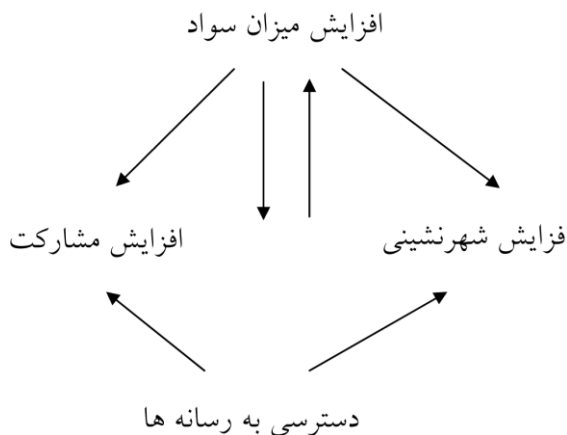 افزایش میزان سواد
فزایش شهرنشینی
افزایش مشارکت
دسترسی به رسانه ها